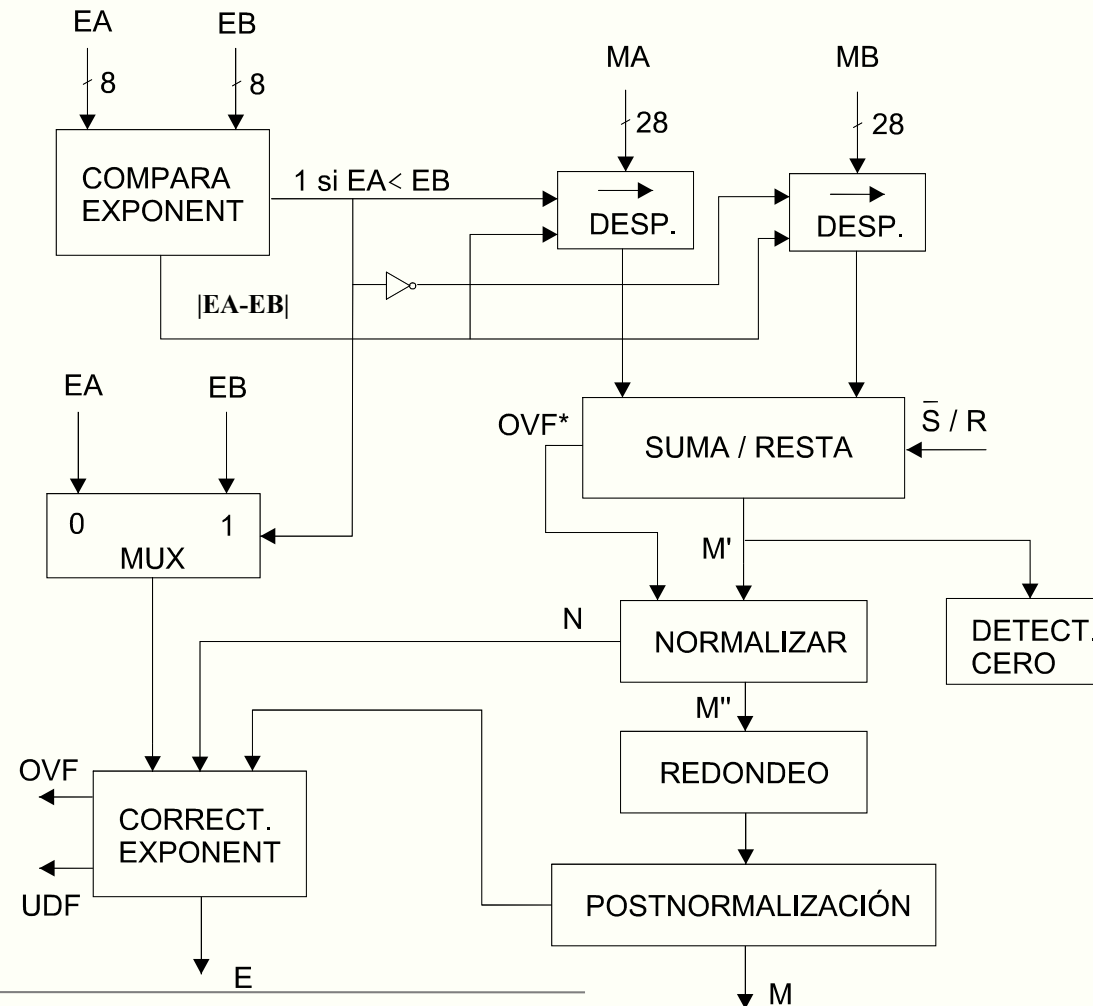 EA
EB
8
8
MA
MB
28
28
COMPARA
EXPONENT
1 si EA< EB
DESP.
DESP.
|EA-EB|
EA
EB
0
1
MUX
OVF*
SUMA / RESTA
S̄ / R
M'
N
NORMALIZAR
DETECT.
CERO
M''
REDONDEO
OVF
CORRECT.
EXPONENT
UDF
POSTNORMALIZACIÓN
E
M